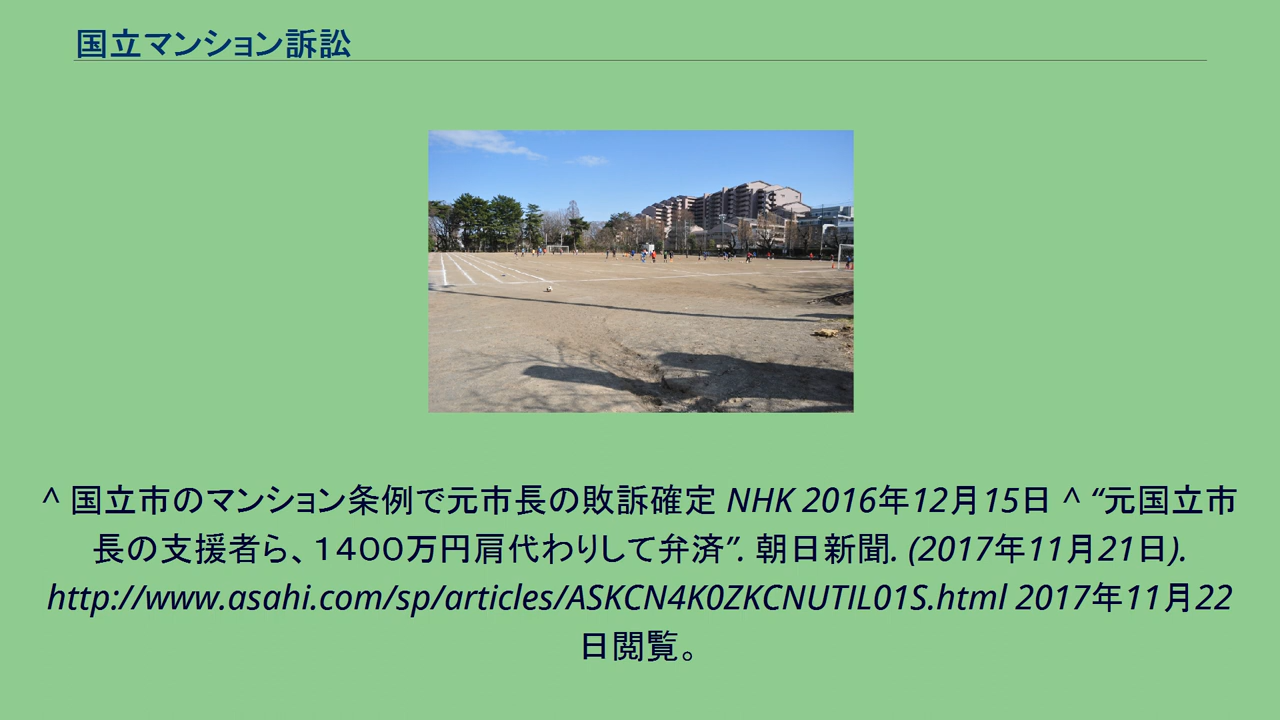 国立マンション訴訟
^ 国立市のマンション条例で元市長の敗訴確定 NHK 2016年12月15日 ^ “元国立市
長の支援者ら、１４００万円肩代わりして弁済”. 朝日新聞. (2017年11月21日).
http://www.asahi.com/sp/articles/ASKCN4K0ZKCNUTIL01S.html 2017年11月22
日閲覧。